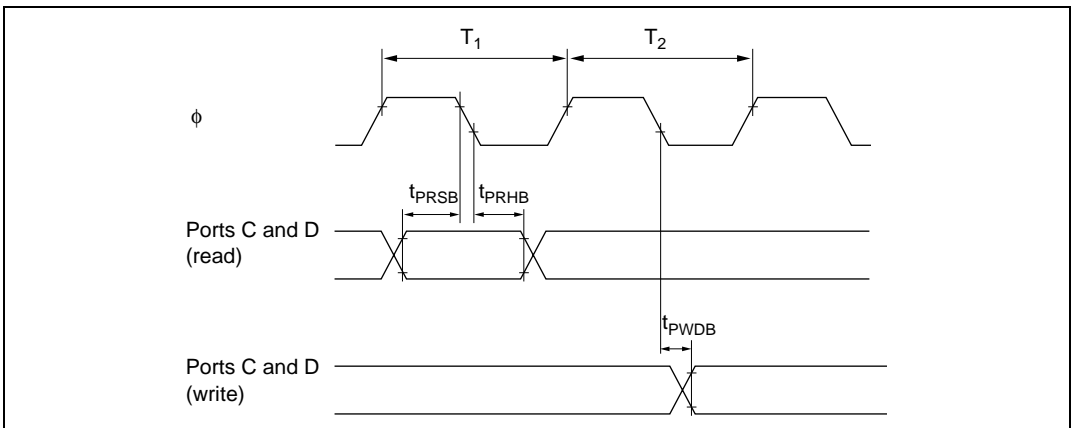 T₁ T₂
ϕ
tPRSB tPRHB
Ports C and D
(read)
tPWDB
Ports C and D
(write)